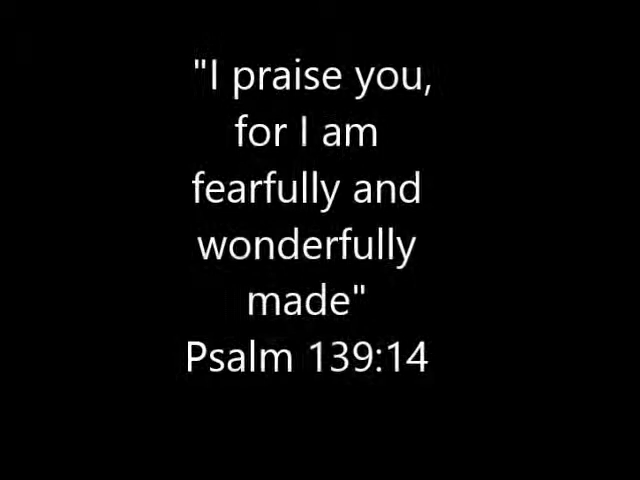 "I praise you,
for I am
fearfully and
wonderfully
made"
Psalm 139:14